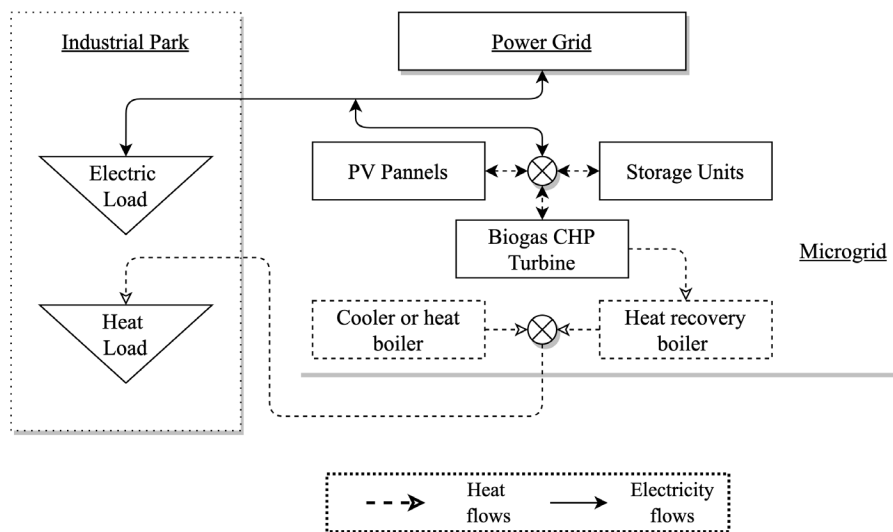 Industrial Park
Power Grid
Electric
Load
PV Pannels
Storage Units
Biogas CHP
Turbine
Microgrid
Heat
Load
Cooler or heat
boiler
Heat recovery
boiler
Heat
flows
Electricity
flows